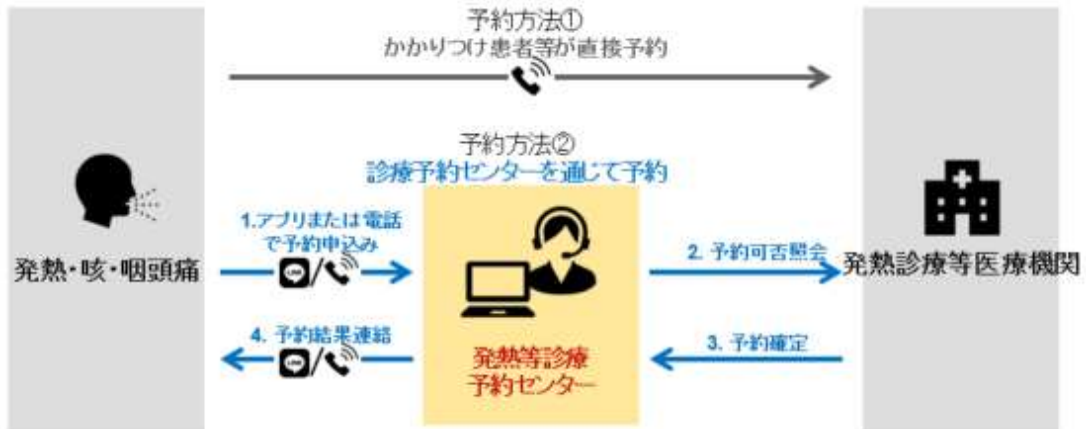 予約方法①
かかりつけ患者等が直接予約
予約方法②
診療予約センターを通じて予約
発熱・咳・咽頭痛
1.アプリまたは電話
で予約申込み
LINE
/
2. 予約可否照会
発熱診療等医療機関
4. 予約結果連絡
LINE
/
3. 予約確定
発熱等診療
予約センター